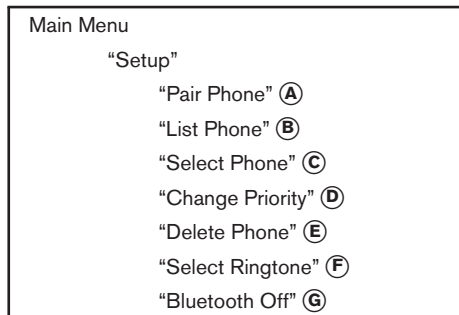 Main Menu
“Setup”
“Pair Phone” Ⓐ
“List Phone” Ⓑ
“Select Phone” Ⓒ
“Change Priority” Ⓓ
“Delete Phone” Ⓔ
“Select Ringtone” Ⓕ
“Bluetooth Off” Ⓖ